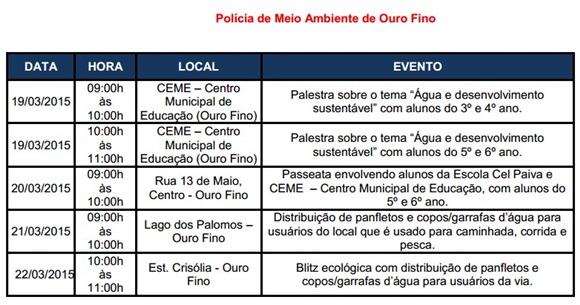 Polícia de Meio Ambiente de Ouro Fino
DATA HORA LOCAL EVENTO
19/03/2015
09:00h
às
10:00h
CEME – Centro
Municipal de
Educação (Ouro Fino)
Palestra sobre o tema “Água e desenvolvimento
sustentável” com alunos do 3º e 4º ano.
19/03/2015
10:00h
às
11:00h
CEME – Centro
Municipal de
Educação (Ouro Fino)
Palestra sobre o tema “Água e desenvolvimento
sustentável” com alunos do 5º e 6º ano.
20/03/2015
09:00h
às
10:00h
Rua 13 de Maio,
Centro - Ouro Fino
Passeata envolvendo alunos da Escola Cel Paiva e
CEME – Centro Municipal de Educação, com alunos do
5º e 6º ano.
21/03/2015
09:00h
às
10:00h
Lago dos Palomos –
Ouro Fino
Distribuição de panfletos e copos/garrafas d’água para
usuários do local que é usado para caminhada, corrida e
pesca.
22/03/2015
10:00h
às
11:00h
Est. Crisólia - Ouro
Fino
Blitz ecológica com distribuição de panfletos e
copos/garrafas d’água para usuários da via.